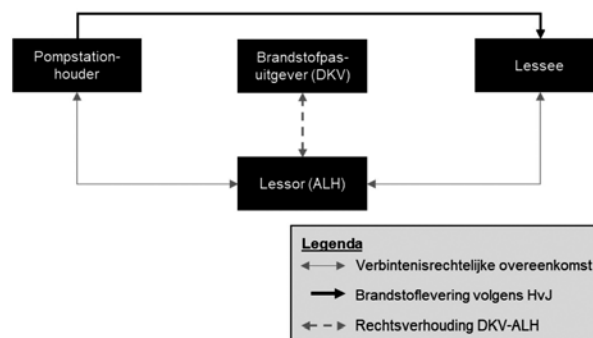 Pompstation-
houder
Brandstofpas-
uitgever (DKV)
Lessee
Lessor (ALH)
Legenda
Verbintenisrechtelijke overeenkomst
Brandstoflevering volgens HvJ
Rechtsverhouding DKV-ALH